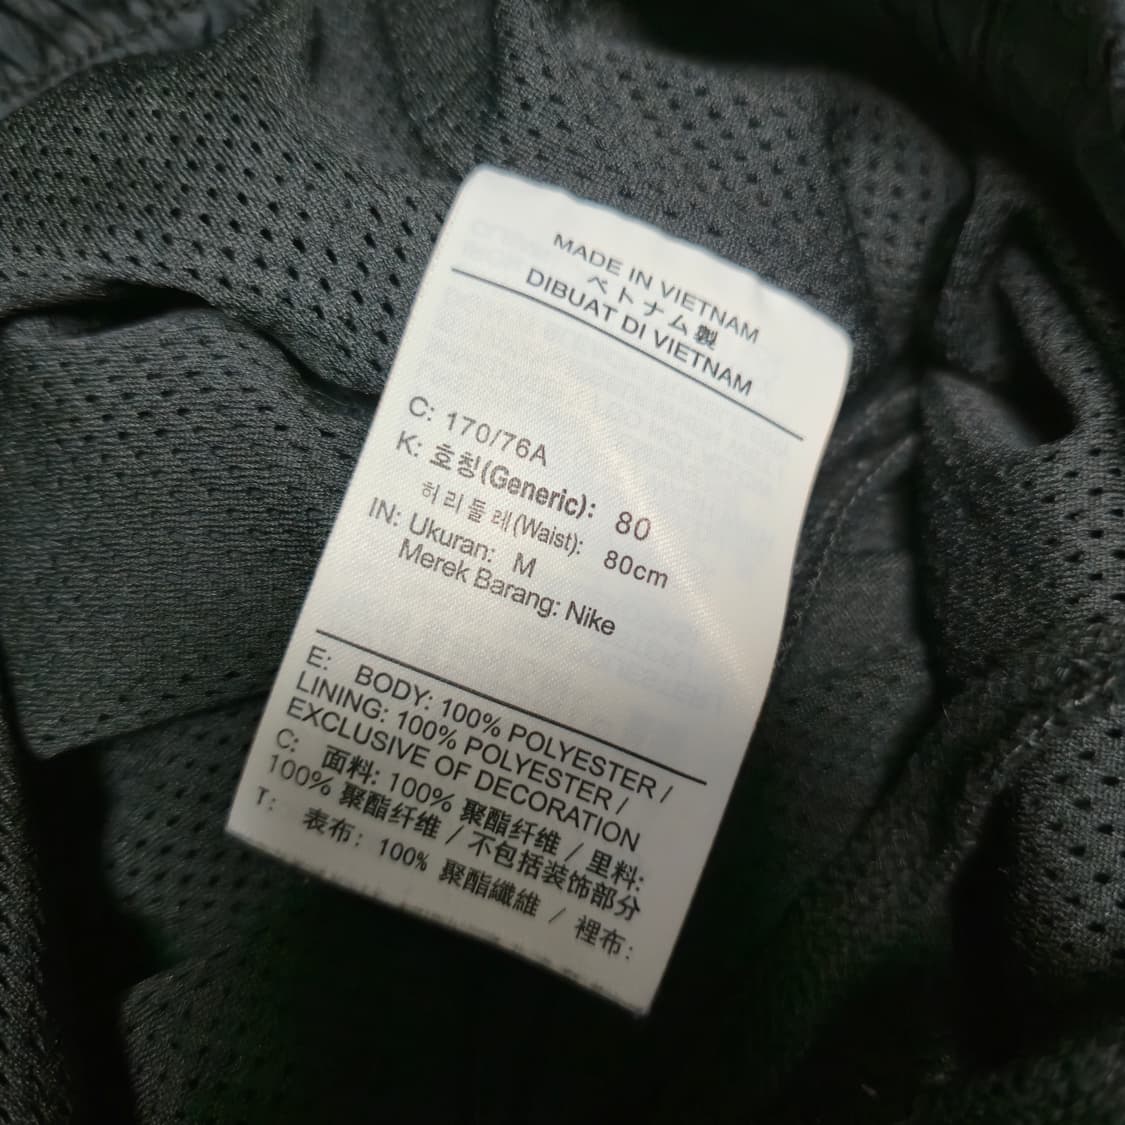 MADE IN VIETNAM
ベトナム製
DIBUAT DI VIETNAM
C: 170/76A
K: 호칭(Generic): 80
허리둘레(Waist): 80cm
IN: Ukuran: M
Merek Barang: Nike
E: BODY: 100% POLYESTER /
LINING: 100% POLYESTER /
EXCLUSIVE OF DECORATION
C: 面料: 100% 聚酯纤维 / 里料:
100% 聚酯纤维 / 不包括装饰部分
T: 表布: 100% 聚酯纖維 / 裡布: